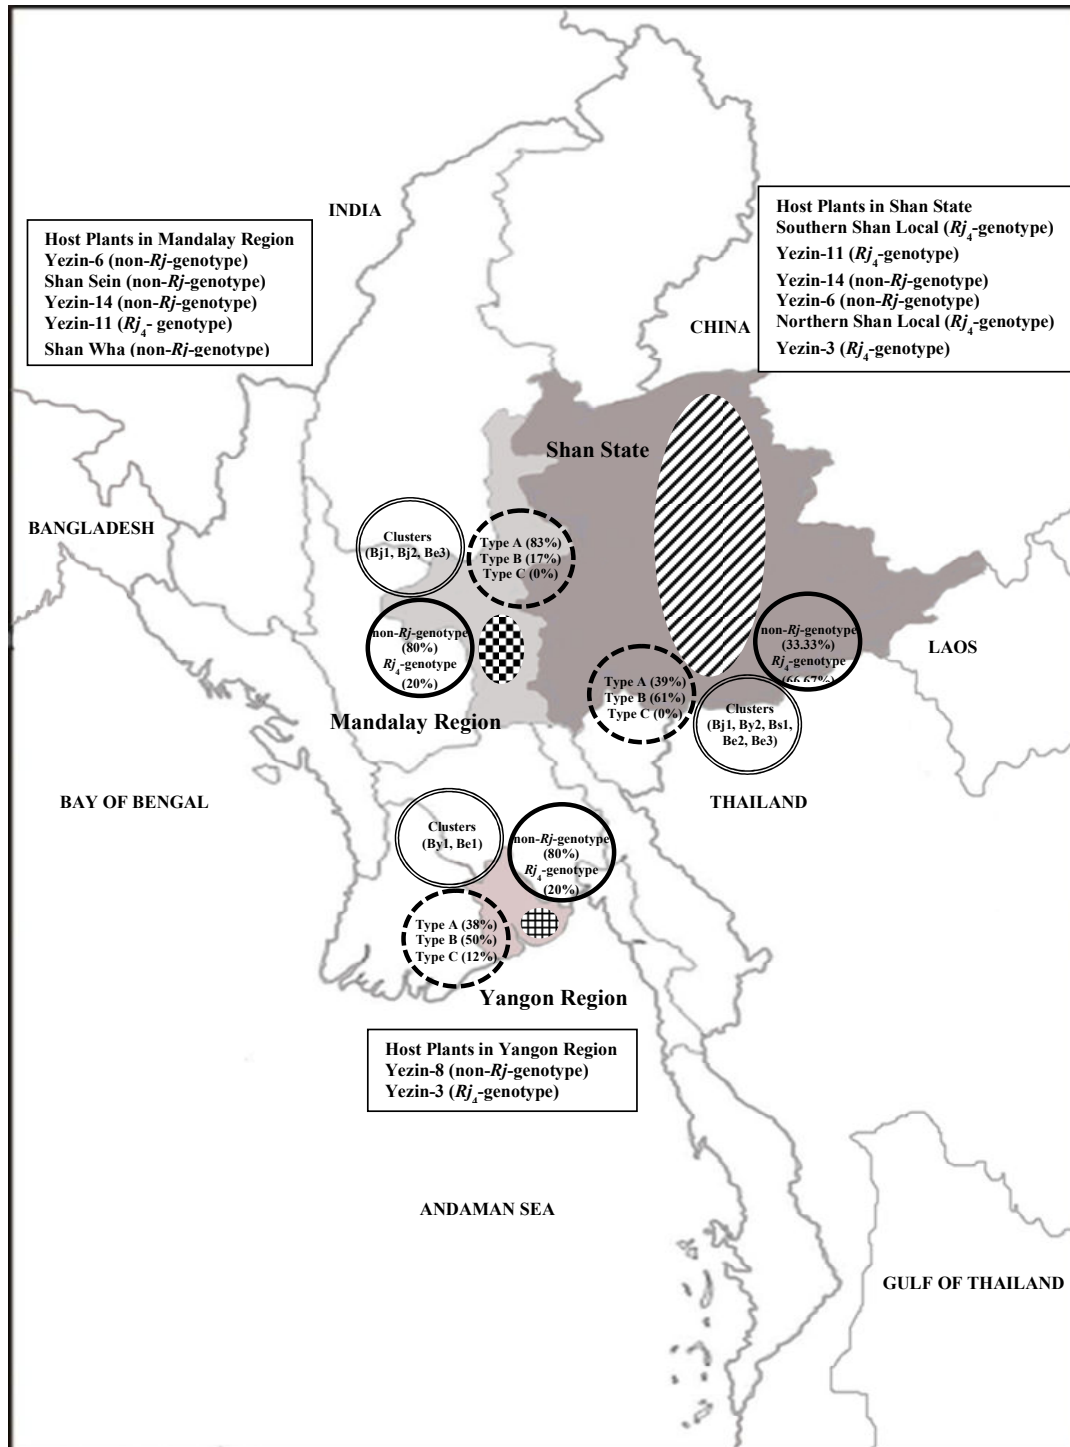 INDIA
Host Plants in Mandalay Region
Yezin-6 (non-Rj-genotype)
Shan Sein (non-Rj-genotype)
Yezin-14 (non-Rj-genotype)
Yezin-11 (Rj4- genotype)
Shan Wha (non-Rj-genotype)
Host Plants in Shan State
Southern Shan Local (Rj4-genotype)
Yezin-11 (Rj4-genotype)
Yezin-14 (non-Rj-genotype)
Yezin-6 (non-Rj-genotype)
Northern Shan Local (Rj4-genotype)
Yezin-3 (Rj4-genotype)
CHINA
Shan State
BANGLADESH
Clusters
(Bj1, Bj2, Be3)
Type A (83%)
Type B (17%)
Type C (0%)
non-Rj-genotype
(80%)
Rj4-genotype
(20%)
non-Rj-genotype
(33.33%)
Rj4-genotype
(66.67%)
LAOS
Type A (39%)
Type B (61%)
Type C (0%)
Clusters
(Bj1, By2, Bs1,
Be2, Be3)
Mandalay Region
BAY OF BENGAL
THAILAND
Clusters
(By1, Be1)
non-Rj-genotype
(80%)
Rj4-genotype
(20%)
Type A (38%)
Type B (50%)
Type C (12%)
Yangon Region
Host Plants in Yangon Region
Yezin-8 (non-Rj-genotype)
Yezin-3 (Rj4-genotype)
ANDAMAN SEA
GULF OF THAILAND